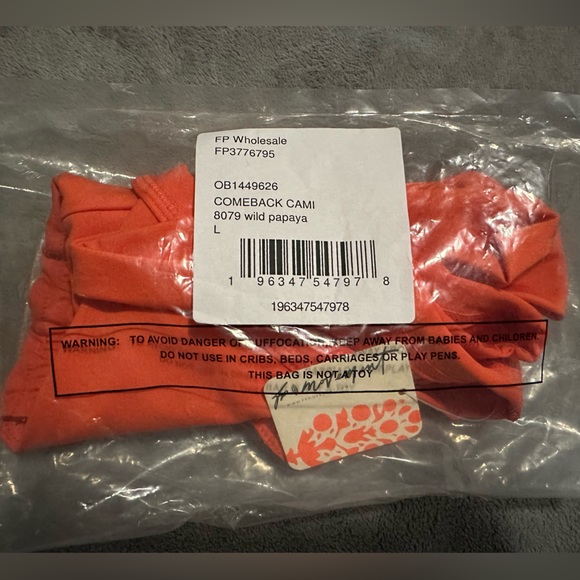 FP Wholesale
FP3776795
OB1449626
COMEBACK CAMI
8079 wild papaya
L
1 96347 54797 8
196347547978
WARNING: TO AVOID DANGER OF SUFFOCATION, KEEP AWAY FROM BABIES AND CHILDREN.
DO NOT USE IN CRIBS, BEDS, CARRIAGES OR PLAY PENS.
THIS BAG IS NOT A TOY